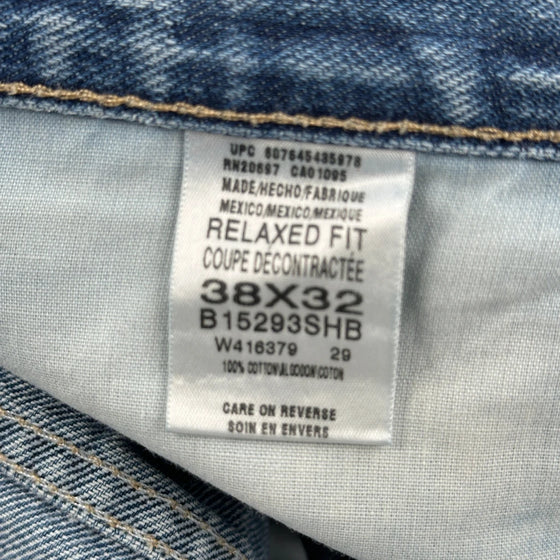 UPC 607645435978
RN20697 CA01095
MADE/HECHO/FABRIQUE
MEXICO/MEXICO/MEXIQUE
RELAXED FIT
COUPE DÉCONTRACTÉE
38X32
B15293SHB
W416379 29
100% COTTON/ALGODON/COTON
CARE ON REVERSE
SOIN EN ENVERS